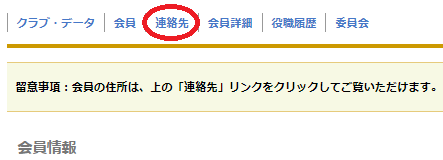 クラブ・データ 会員 連絡先 会員詳細 役職履歴 委員会
留意事項：会員の住所は、上の「連絡先」リンクをクリックしてご覧いただけます。
会員情報